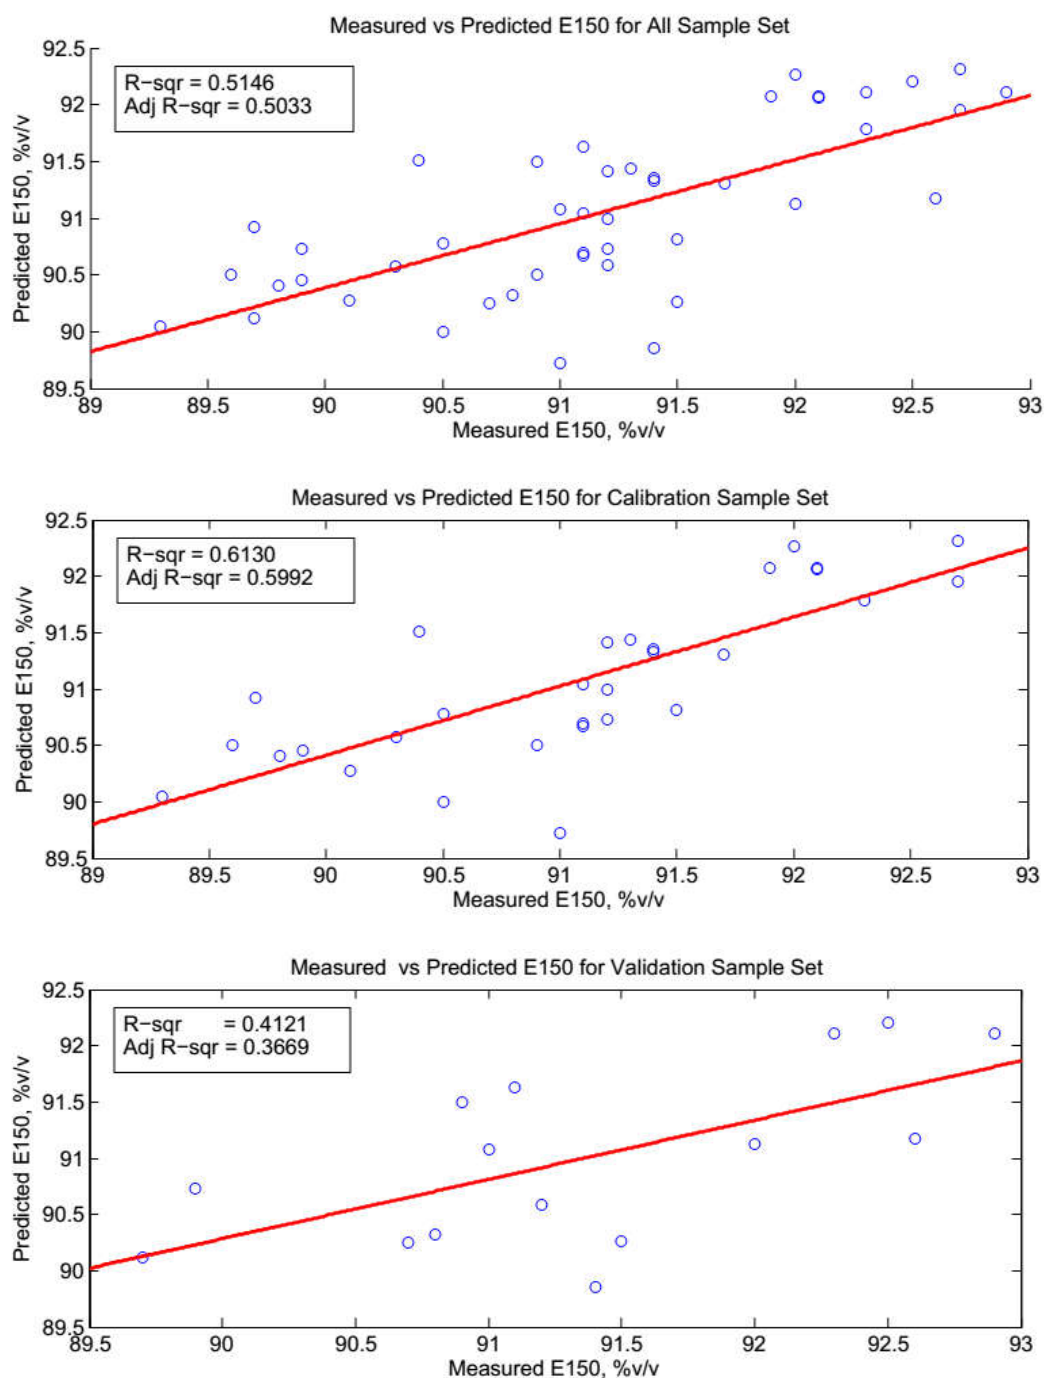 Measured vs Predicted E150 for All Sample Set
92.5
92
91.5
91
90.5
90
89.5
Predicted E150, %v/v
R−sqr = 0.5146
Adj R−sqr = 0.5033
89 89.5 90 90.5 91 91.5 92 92.5 93
Measured E150, %v/v
Measured vs Predicted E150 for Calibration Sample Set
92.5
92
91.5
91
90.5
90
89.5
Predicted E150, %v/v
R−sqr = 0.6130
Adj R−sqr = 0.5992
89 89.5 90 90.5 91 91.5 92 92.5 93
Measured E150, %v/v
Measured vs Predicted E150 for Validation Sample Set
92.5
92
91.5
91
90.5
90
89.5
Predicted E150, %v/v
R−sqr = 0.4121
Adj R−sqr = 0.3669
89.5 90 90.5 91 91.5 92 92.5 93
Measured E150, %v/v